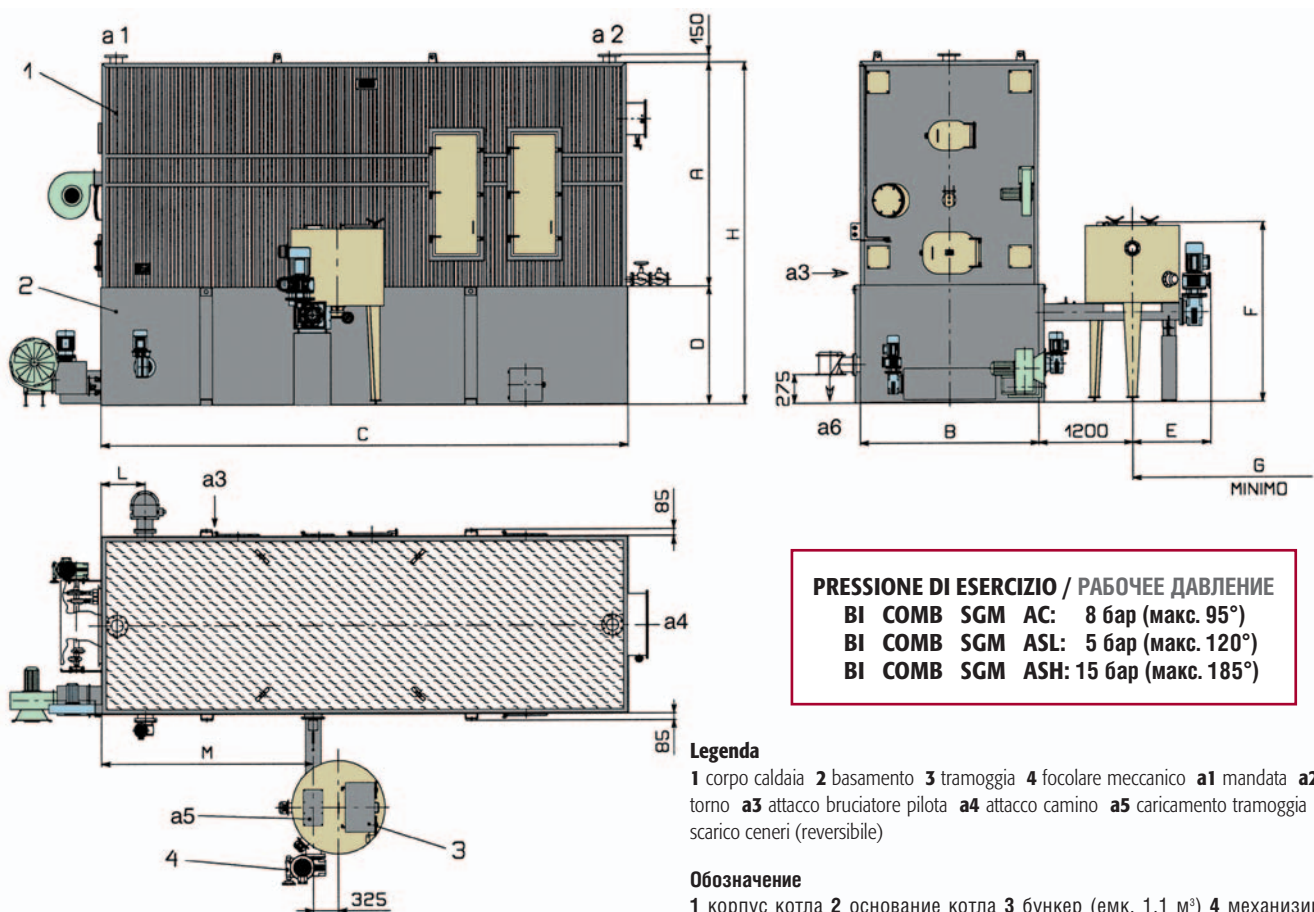 a1
a2
150
1
2
A
H
D
C
a3
275
a6
B
1200
E
F
G
MINIMO
L
a3
85
a4
85
M
a5
4
3
325
PRESSIONE DI ESERCIZIO / РАБОЧЕЕ ДАВЛЕНИЕ
BI COMB SGM AC: 8 бар (макс. 95°)
BI COMB SGM ASL: 5 бар (макс. 120°)
BI COMB SGM ASH: 15 бар (макс. 185°)
Legenda
1 corpo caldaia 2 basamento 3 tramoggia 4 focolare meccanico a1 mandata a2
torno a3 attacco bruciatore pilota a4 attacco camino a5 caricamento tramoggia
scarico ceneri (reversibile)
Обозначение
1 корпус котла 2 основание котла 3 бункер (емк. 1,1 м³) 4